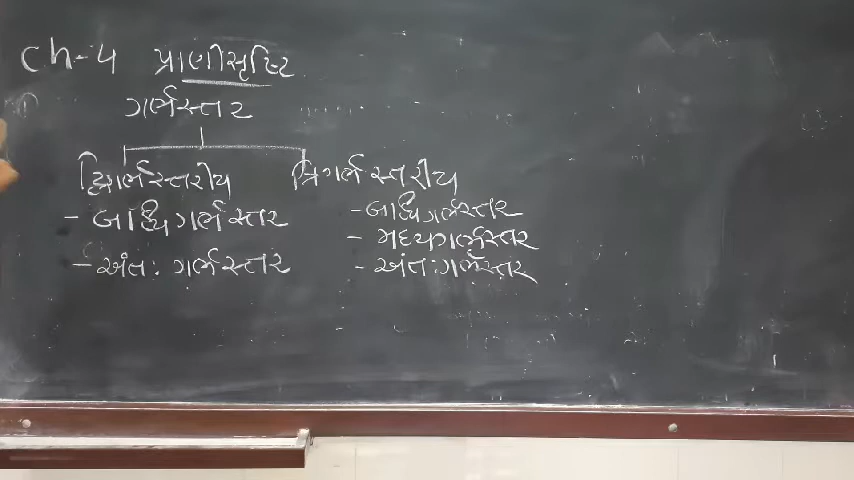 Ch-4 પ્રાણીસૃષ્ટિ
ગર્ભસ્તર
દ્વિગર્ભસ્તરીય
- બાહ્ય ગર્ભસ્તર
- અંતઃ ગર્ભસ્તર
ત્રિગર્ભસ્તરીય
- બાહ્ય ગર્ભસ્તર
- મધ્યગર્ભસ્તર
- અંતઃગર્ભસ્તર